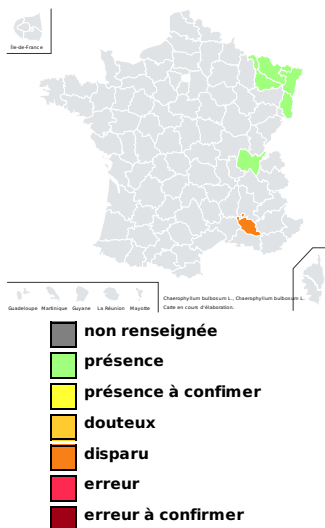 Île-de-France
Guadeloupe Martinique Guyane La Réunion Mayotte
Chaerophyllum bulbosum L., Chaerophyllum bulbosum L.
Carte en cours d'élaboration.
non renseignée
présence
présence à confimer
douteux
disparu
erreur
erreur à confirmer